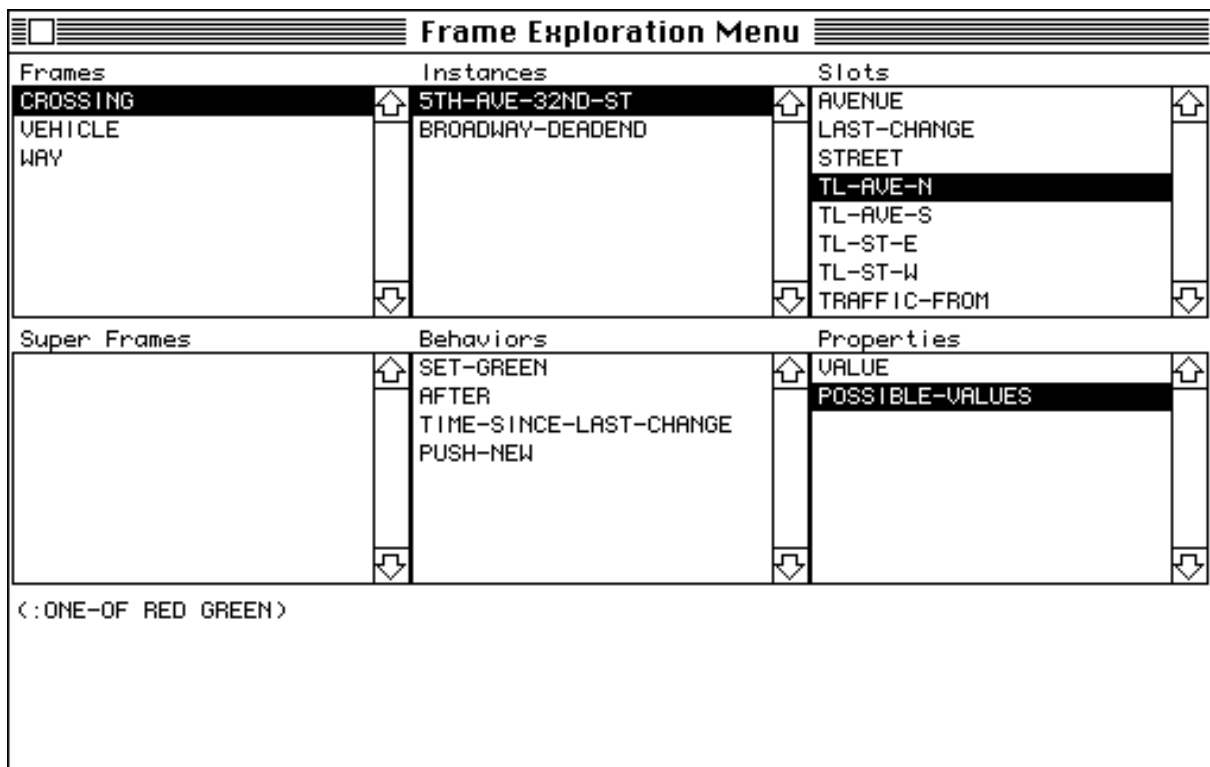 Frame Exploration Menu
Frames
CROSSING
VEHICLE
WAY
Instances
5TH-AVE-32ND-ST
BROADWAY-DEADEND
Slots
AVENUE
LAST-CHANGE
STREET
TL-AVE-N
TL-AVE-S
TL-ST-E
TL-ST-W
TRAFFIC-FROM
Super Frames
Behaviors
SET-GREEN
AFTER
TIME-SINCE-LAST-CHANGE
PUSH-NEW
Properties
VALUE
POSSIBLE-VALUES
(:ONE-OF RED GREEN)